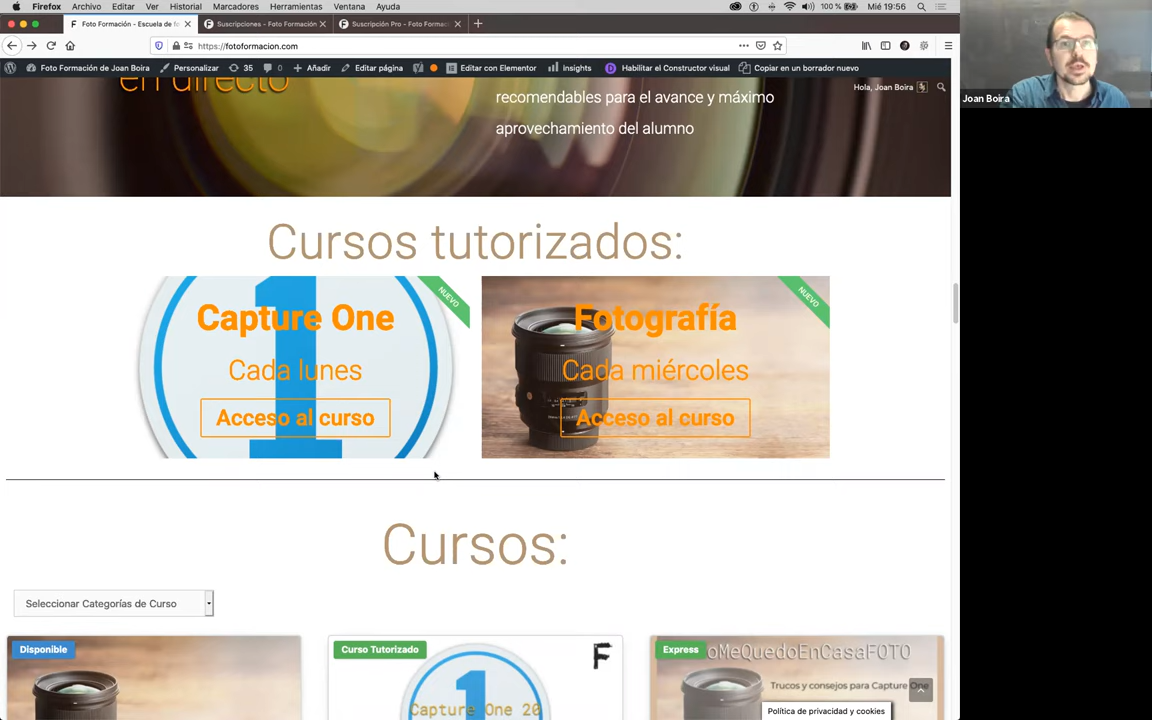 Firefox Archivo Editar Ver Historial Marcadores Herramientas Ventana Ayuda 100 % Mié 19:56
Foto Formación - Escuela de fo
Suscripciones - Foto Formación
Suscripción Pro - Foto Formac
https://fotoformacion.com
Foto Formación de Joan Boira Personalizar 35 0 Añadir Editar página Editar con Elementor Insights Habilitar el Constructor visual Copiar en un borrador nuevo
Hola, Joan Boira
Joan Boira
en directo
recomendables para el avance y máximo
aprovechamiento del alumno
Cursos tutorizados:
NUEVO
Capture One
Cada lunes
Acceso al curso
NUEVO
Fotografía
Cada miércoles
Acceso al curso
Cursos:
Seleccionar Categorías de Curso
Disponible
Curso Tutorizado
F
Capture One 20
Express
oMeQuedoEnCasaFOTO
Trucos y consejos para Capture One
Política de privacidad y cookies